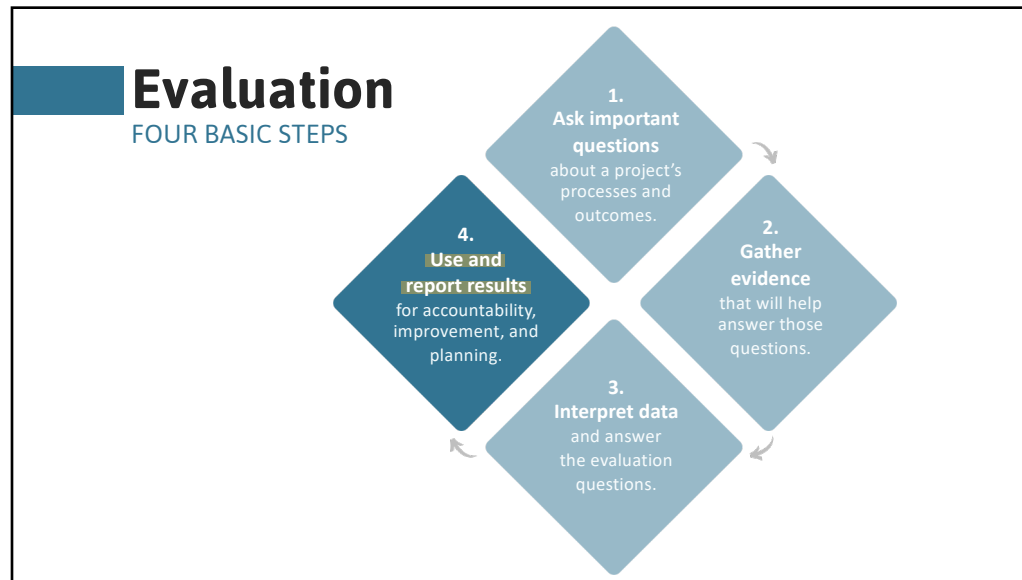 Evaluation
FOUR BASIC STEPS
1.
Ask important
questions
about a project's
processes and
outcomes.
2.
Gather
evidence
that will help
answer those
questions.
3.
Interpret data
and answer
the evaluation
questions.
4.
Use and
report results
for accountability,
improvement, and
planning.